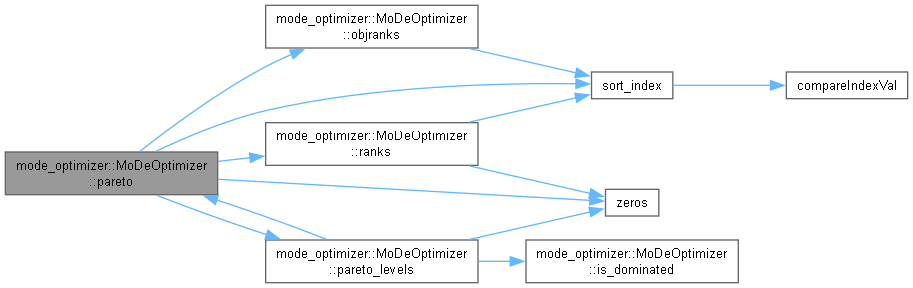 mode_optimizer::MoDeOptimizer
::objranks
sort_index
compareIndexVal
mode_optimizer::MoDeOptimizer
::ranks
mode_optimizer::MoDeOptimizer
::pareto
zeros
mode_optimizer::MoDeOptimizer
::pareto_levels
mode_optimizer::MoDeOptimizer
::is_dominated